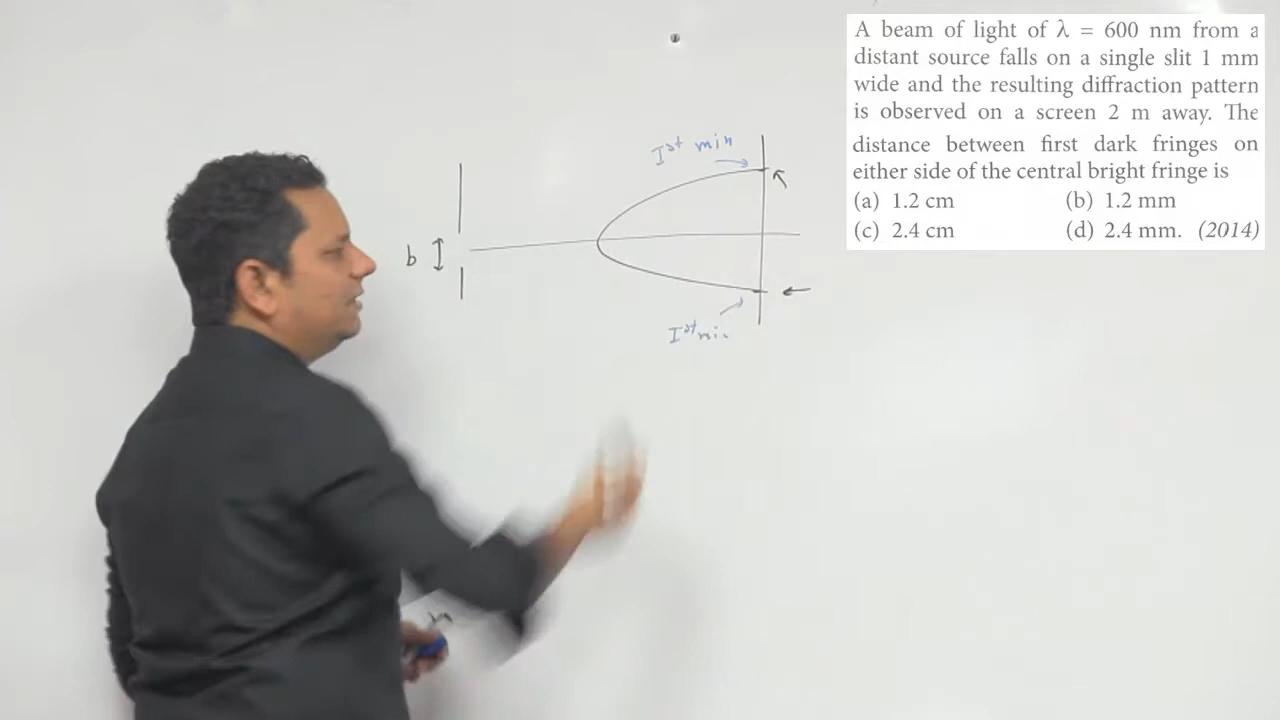 A beam of light of λ = 600 nm from a
distant source falls on a single slit 1 mm
wide and the resulting diffraction pattern
is observed on a screen 2 m away. The
distance between first dark fringes on
either side of the central bright fringe is
(a) 1.2 cm (b) 1.2 mm
(c) 2.4 cm (d) 2.4 mm. (2014)
Ist min
b
Ist min